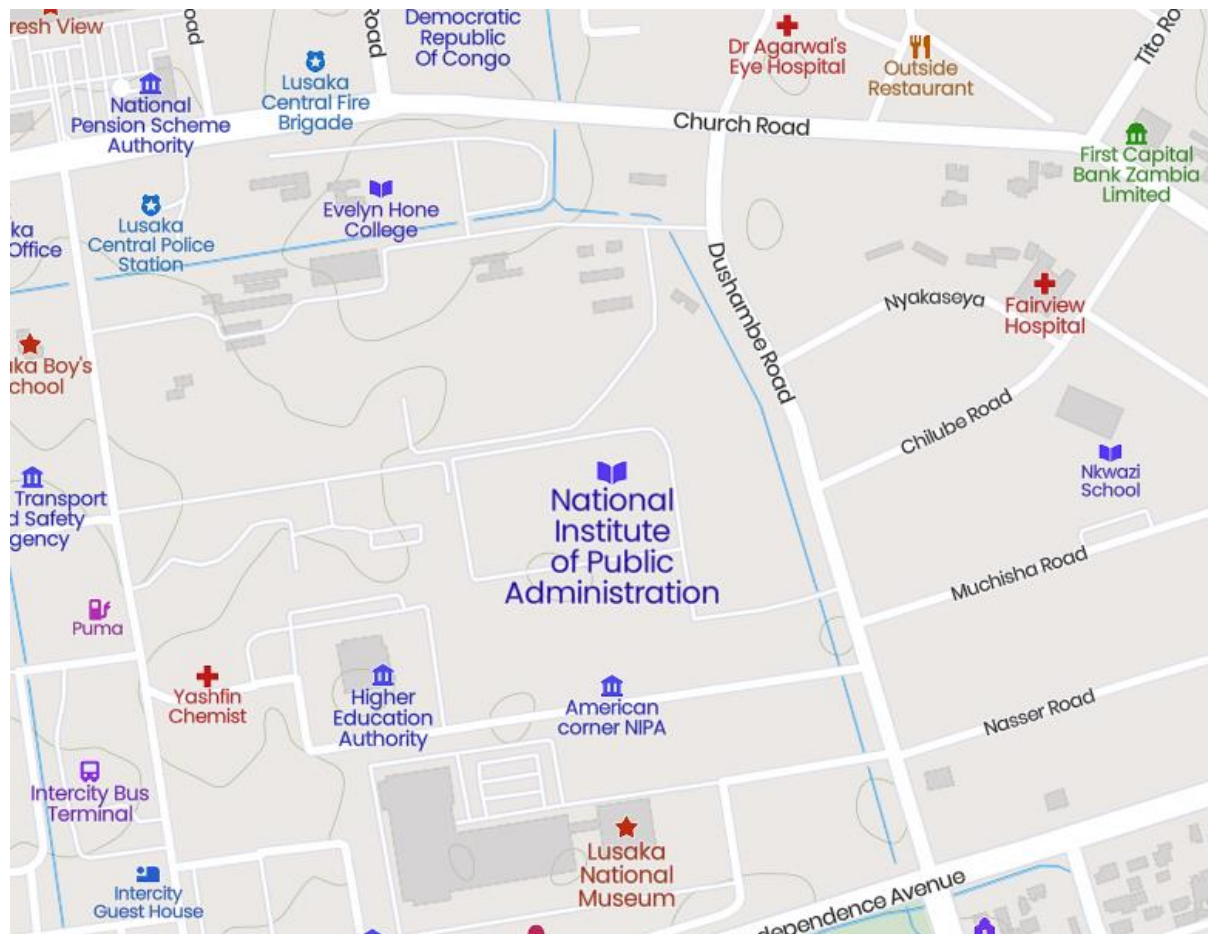 resh View
oad
Road
Democratic
Republic
Of Congo
Dr Agarwal's
Eye Hospital
Outside
Restaurant
Tito Ro
Lusaka
Central Fire
Brigade
National
Pension Scheme
Authority
Church Road
First Capital
Bank Zambia
Limited
Evelyn Hone
College
Lusaka
Central Police
Station
ka
Office
Dushambe Road
Nyakaseya
Fairview
Hospital
ka Boy's
chool
Chilube Road
Nkwazi
School
National
Institute
of Public
Administration
Transport
d Safety
gency
Muchisha Road
Puma
Yashfin
Chemist
Higher
Education
Authority
American
corner NIPA
Nasser Road
Intercity Bus
Terminal
Lusaka
National
Museum
Intercity
Guest House
dependence Avenue